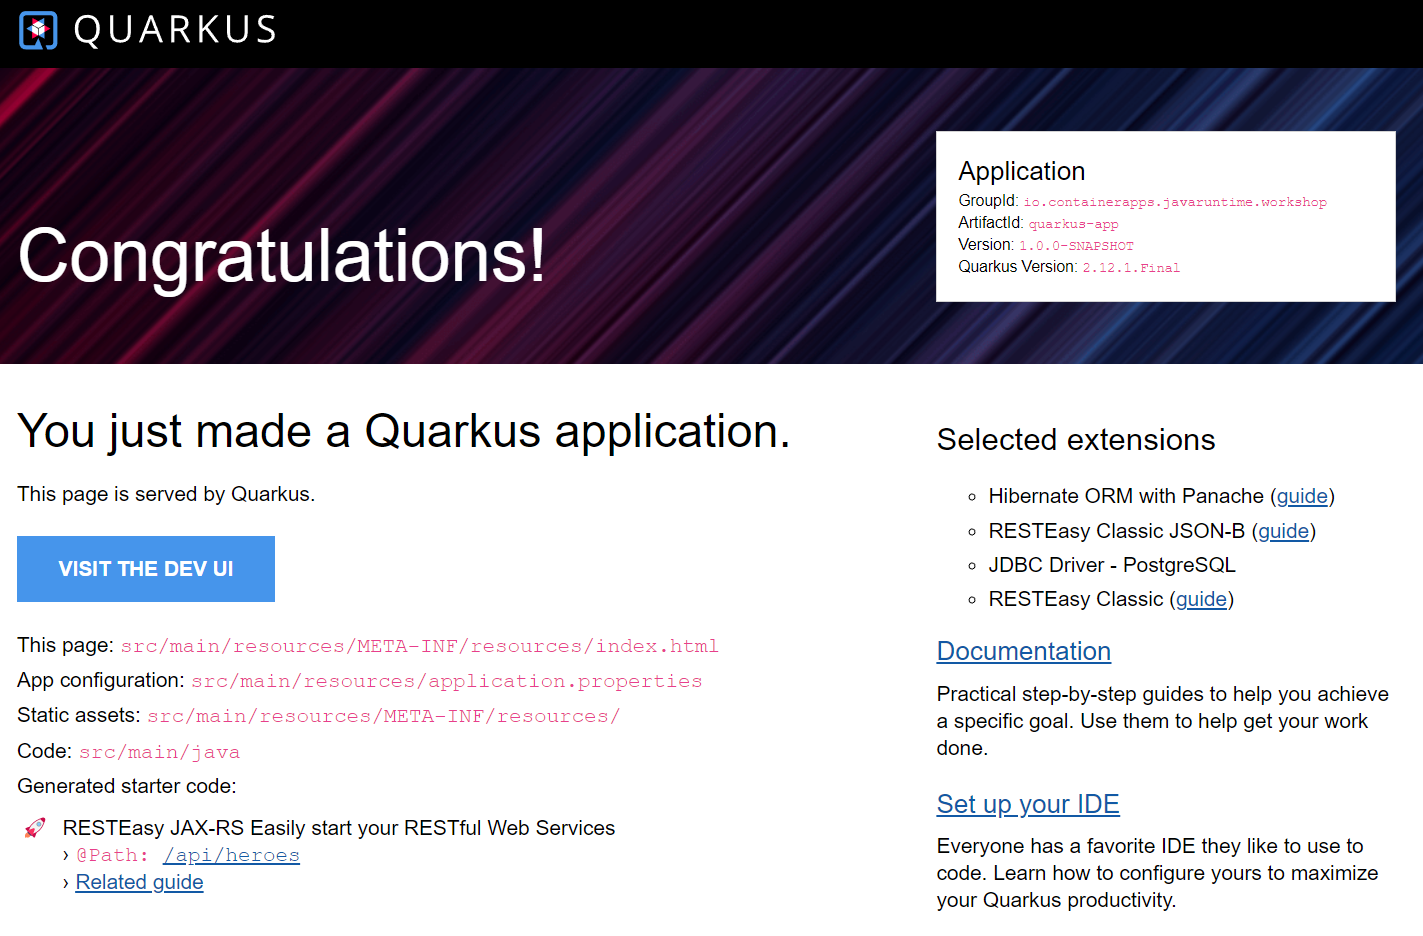 QUARKUS
Congratulations!
Application
GroupId: io.containerapps.javaruntime.workshop
ArtifactId: quarkus-app
Version: 1.0.0-SNAPSHOT
Quarkus Version: 2.12.1.Final
You just made a Quarkus application.
This page is served by Quarkus.
VISIT THE DEV UI
This page: src/main/resources/META-INF/resources/index.html
App configuration: src/main/resources/application.properties
Static assets: src/main/resources/META-INF/resources/
Code: src/main/java
Generated starter code:
RESTEasy JAX-RS Easily start your RESTful Web Services
› @Path: /api/heroes
› Related guide
Selected extensions
Hibernate ORM with Panache (guide)
RESTEasy Classic JSON-B (guide)
JDBC Driver - PostgreSQL
RESTEasy Classic (guide)
Documentation
Practical step-by-step guides to help you achieve
a specific goal. Use them to help get your work
done.
Set up your IDE
Everyone has a favorite IDE they like to use to
code. Learn how to configure yours to maximize
your Quarkus productivity.